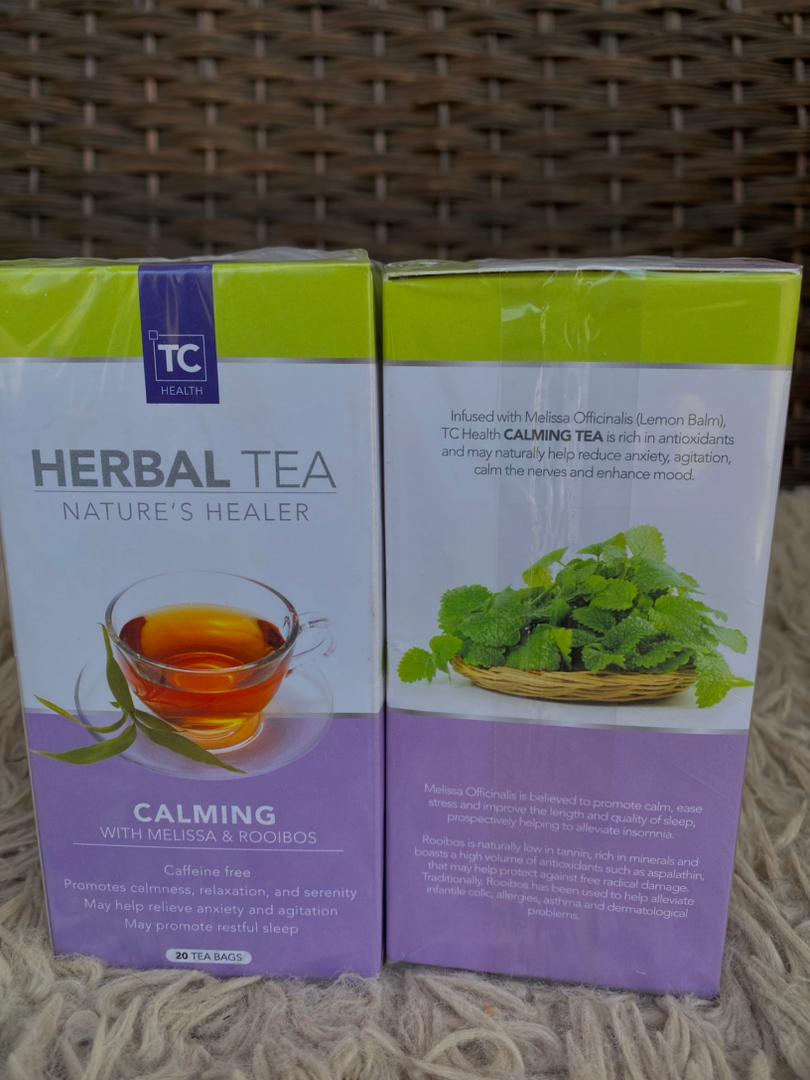 TC
HEALTH
HERBAL TEA
NATURE'S HEALER
CALMING
WITH MELISSA & ROOIBOS
Caffeine free
Promotes calmness, relaxation, and serenity
May help relieve anxiety and agitation
May promote restful sleep
20 TEA BAGS
Infused with Melissa Officinalis (Lemon Balm),
TC Health CALMING TEA is rich in antioxidants
and may naturally help reduce anxiety, agitation,
calm the nerves and enhance mood.
Melissa Officinalis is believed to promote calm, ease
stress and improve the length and quality of sleep,
prospectively helping to alleviate insomnia.
Rooibos is naturally low in tannin, rich in minerals and
boasts a high volume of antioxidants such as aspalathin,
that may help protect against free radical damage.
Traditionally, Rooibos has been used to help alleviate
infantile colic, allergies, asthma and dermatological
problems.